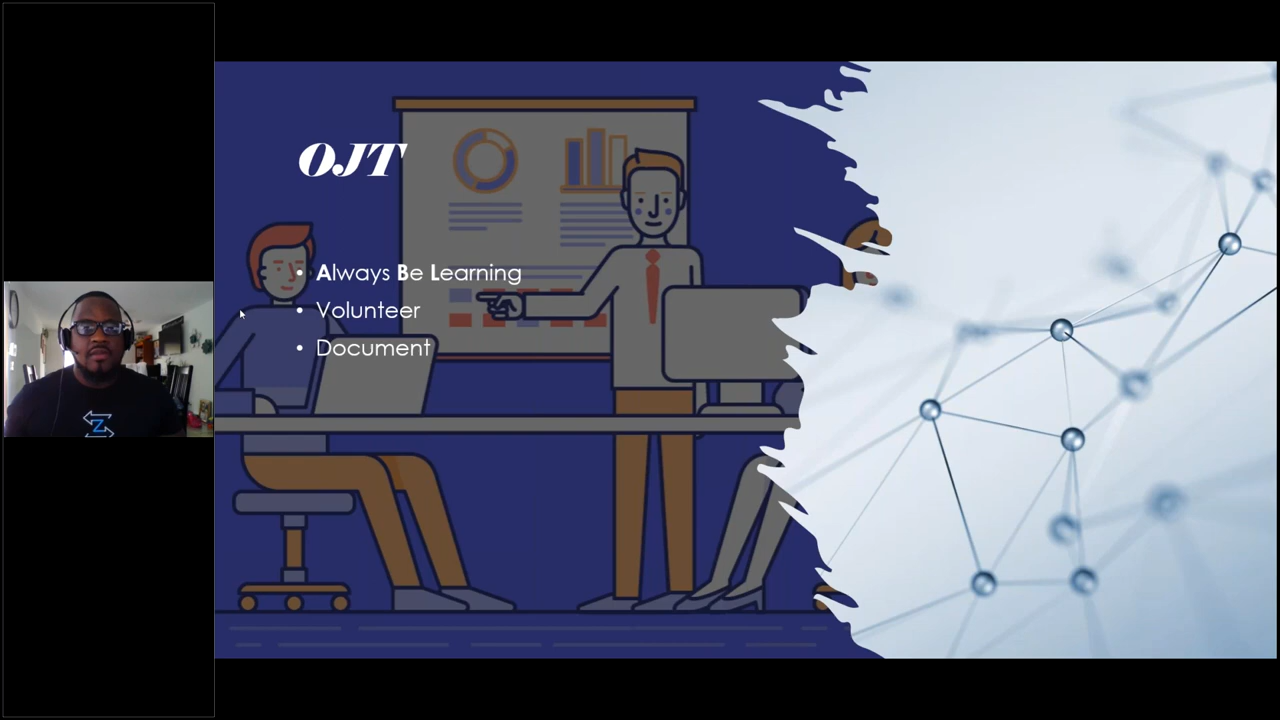 OJT
• Always Be Learning
• Volunteer
• Document
Z